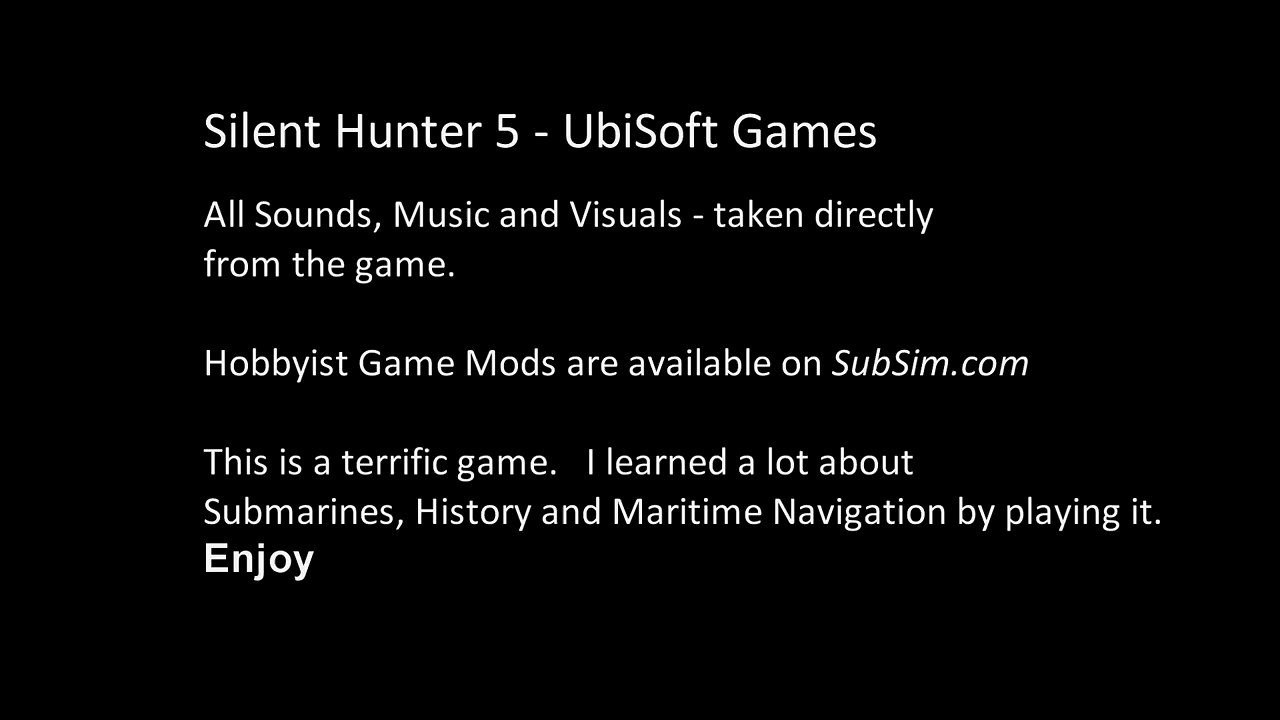 Silent Hunter 5 - UbiSoft Games
All Sounds, Music and Visuals - taken directly
from the game.
Hobbyist Game Mods are available on SubSim.com
This is a terrific game.   I learned a lot about
Submarines, History and Maritime Navigation by playing it.
Enjoy